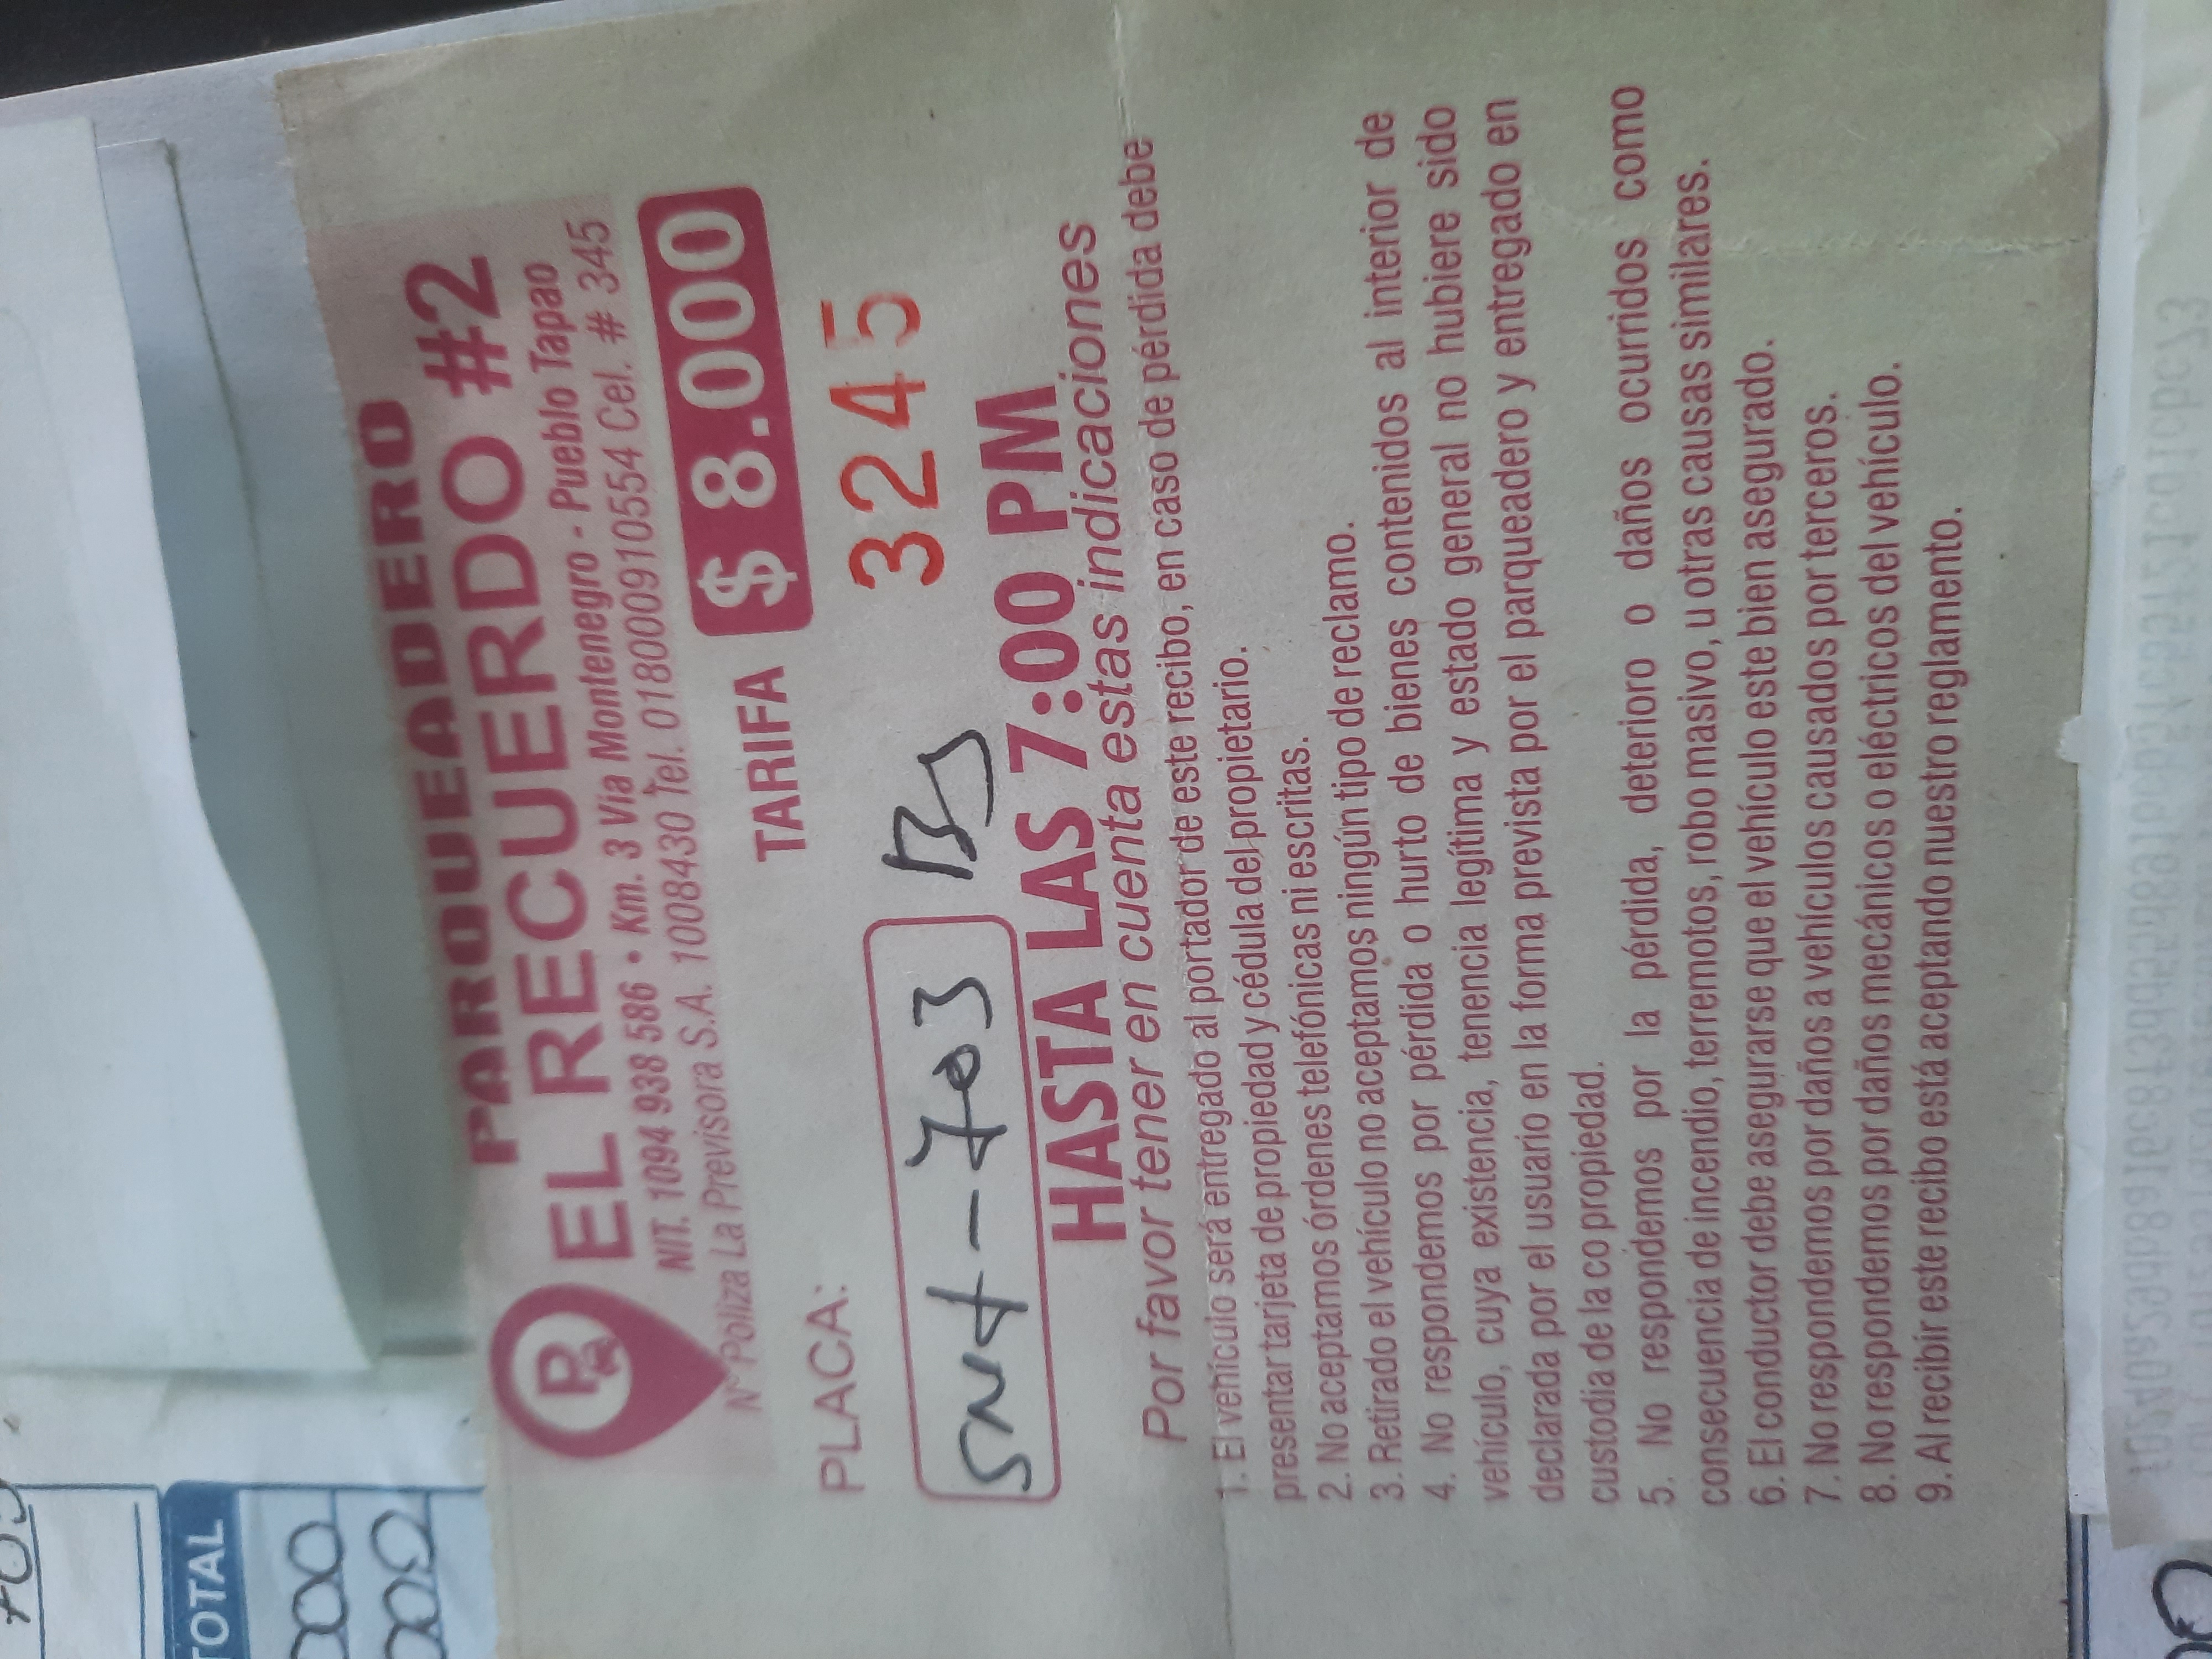 PARQUEADERO
EL RECUERDO #2
NIT. 1094 938 586 • Km. 3 Via Montenegro - Pueblo Tapao
N° Poliza La Previsora S.A. 1008430 Tel. 018000910554 Cel. # 345
TARIFA $ 8.000
PLACA:
3245
SNX-703
HASTA LAS 7:00 PM
Por favor tener en cuenta estas indicaciones
1. El vehículo será entregado al portador de este recibo, en caso de pérdida debe
presentar tarjeta de propiedad y cédula del propietario.
2. No aceptamos órdenes telefónicas ni escritas.
3. Retirado el vehículo no aceptamos ningún tipo de reclamo.
4. No respondemos por pérdida o hurto de bienes contenidos al interior de
vehículo, cuya existencia, tenencia legítima y estado general no hubiere sido
declarada por el usuario en la forma prevista por el parqueadero y entregado en
custodia de la co propiedad.
5. No respondemos por la pérdida, deterioro o daños ocurridos como
consecuencia de incendio, terremotos, robo masivo, u otras causas similares.
6. El conductor debe asegurarse que el vehículo este bien asegurado.
7. No respondemos por daños a vehículos causados por terceros.
8. No respondemos por daños mecánicos o eléctricos del vehículo.
9. Al recibir este recibo está aceptando nuestro reglamento.